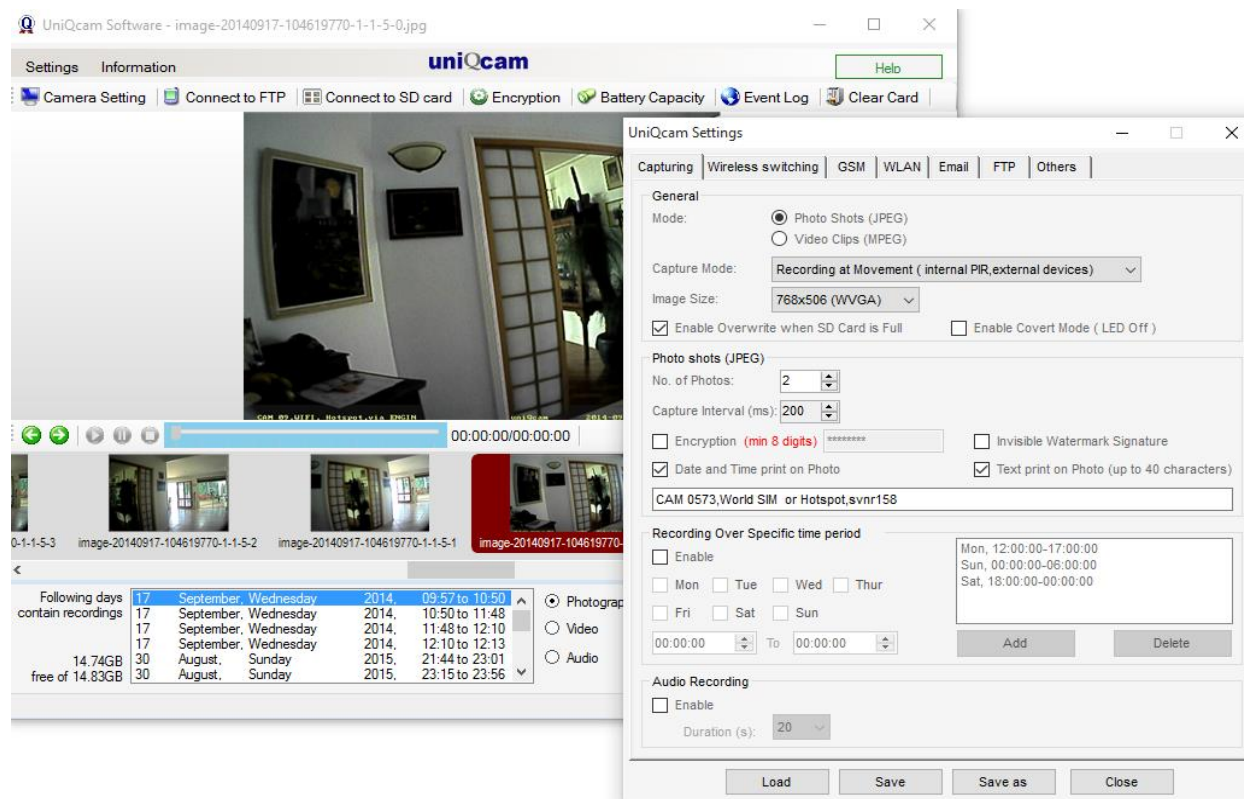 UniQcam Software - image-20140917-104619770-1-1-5-0.jpg
Settings Information uniQcam Help
Camera Setting Connect to FTP Connect to SD card Encryption Battery Capacity Event Log Clear Card
CAM 09,WIFI, Hotspot,via ENGIN uniQcam 2014-09
00:00:00/00:00:00
0-1-1-5-3 image-20140917-104619770-1-1-5-2 image-20140917-104619770-1-1-5-1 image-20140917-104619770-
Following days
contain recordings
14.74GB
free of 14.83GB
17 September, Wednesday 2014, 09:57 to 10:50
17 September, Wednesday 2014, 10:50 to 11:48
17 September, Wednesday 2014, 11:48 to 12:10
17 September, Wednesday 2014, 12:10 to 12:13
30 August, Sunday 2015, 21:44 to 23:01
30 August, Sunday 2015, 23:15 to 23:56
Photograp
Video
Audio
UniQcam Settings
Capturing Wireless switching GSM WLAN Email FTP Others
General
Mode: Photo Shots (JPEG)
Video Clips (MPEG)
Capture Mode: Recording at Movement ( internal PIR,external devices)
Image Size: 768x506 (WVGA)
Enable Overwrite when SD Card is Full Enable Covert Mode ( LED Off )
Photo shots (JPEG)
No. of Photos: 2
Capture Interval (ms): 200
Encryption (min 8 digits) ******** Invisible Watermark Signature
Date and Time print on Photo Text print on Photo (up to 40 characters)
CAM 0573,World SIM or Hotspot,svnr158
Recording Over Specific time period
Enable
Mon Tue Wed Thur
Fri Sat Sun
00:00:00 To 00:00:00
Mon, 12:00:00-17:00:00
Sun, 00:00:00-06:00:00
Sat, 18:00:00-00:00:00
Add Delete
Audio Recording
Enable
Duration (s): 20
Load Save Save as Close